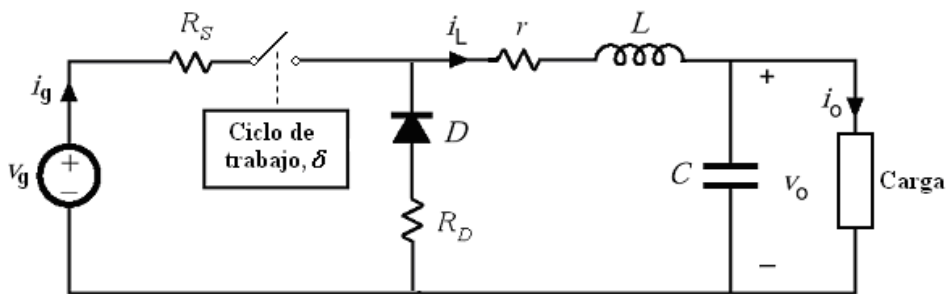 R_S
i_L
r
L
i_g
Ciclo de
trabajo, δ
D
+
i_o
v_g
+
−
R_D
C
v_o
Carga
−